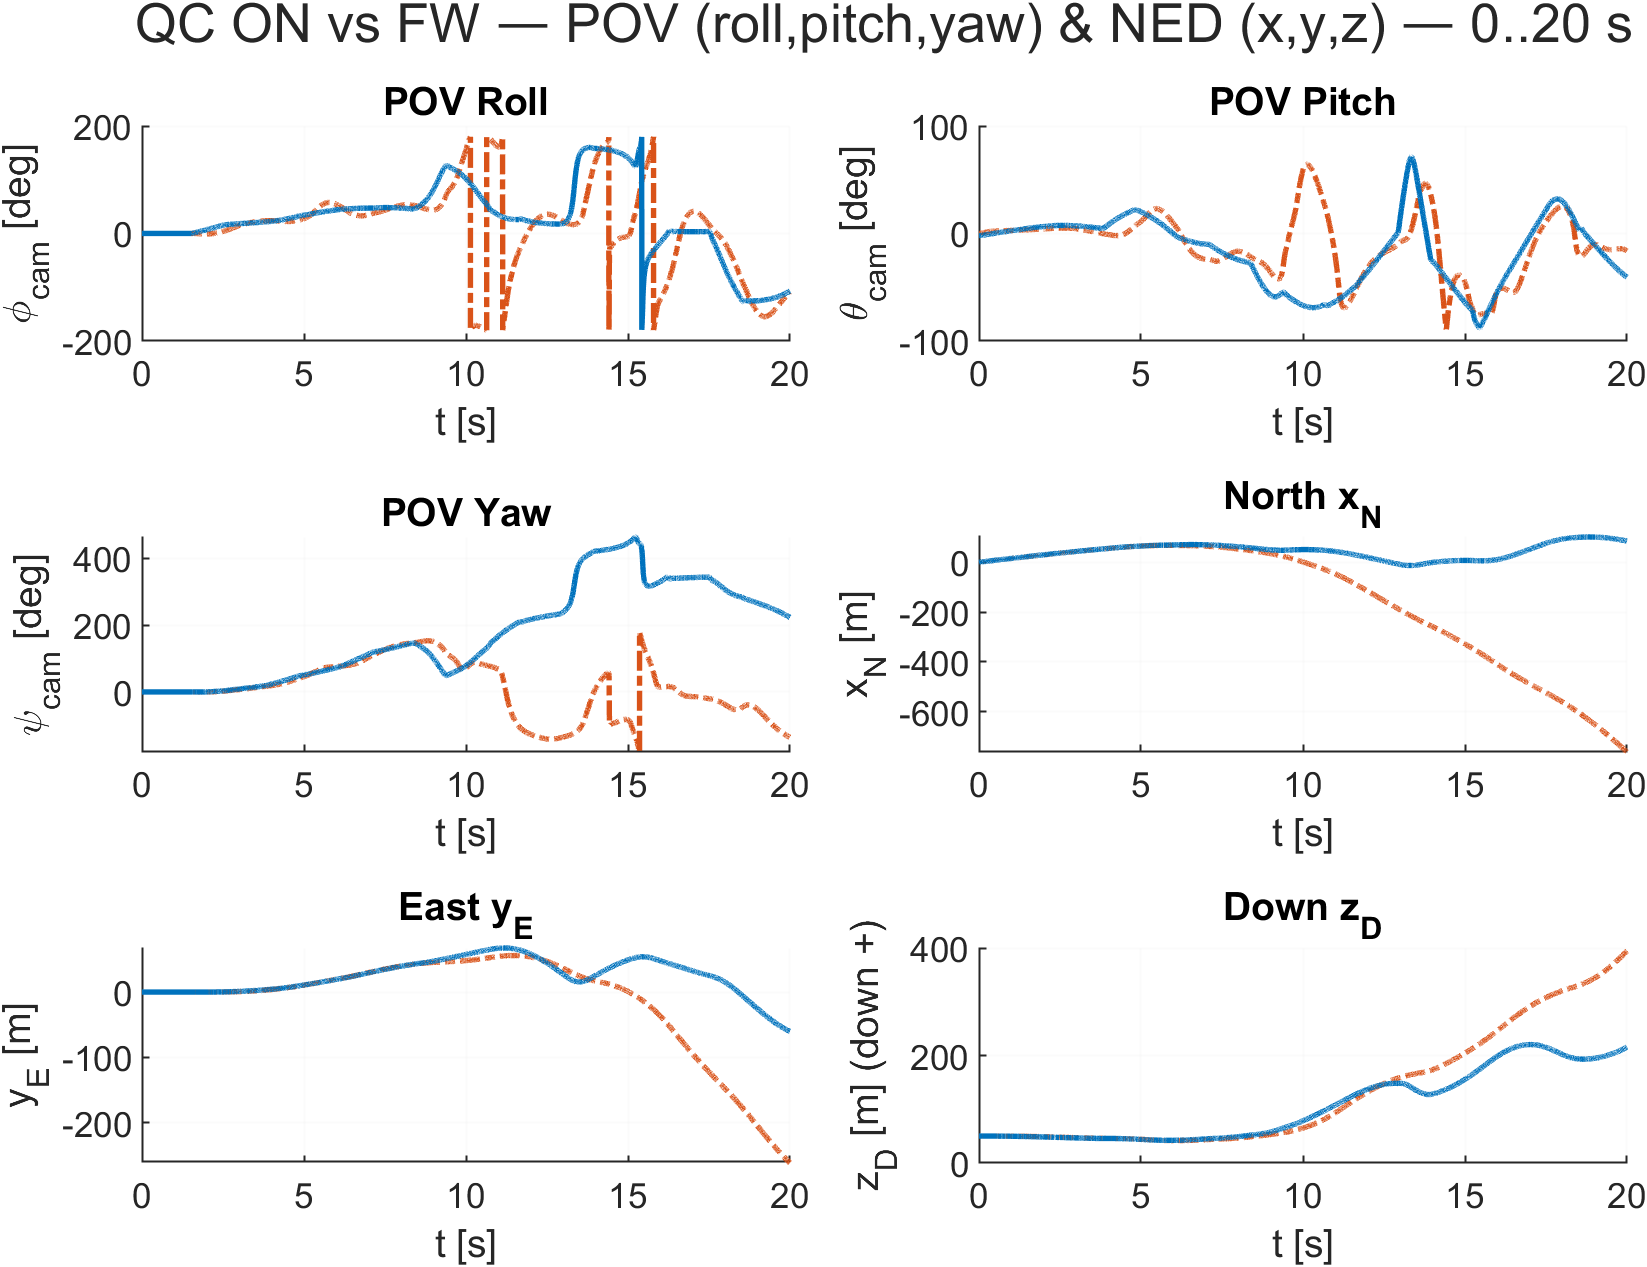 QC ON vs FW — POV (roll,pitch,yaw) & NED (x,y,z) — 0..20 s
POV Roll
ϕcam [deg]
200
0
-200
0 5 10 15 20
t [s]
POV Pitch
θcam [deg]
100
0
-100
0 5 10 15 20
t [s]
POV Yaw
ψcam [deg]
400
200
0
0 5 10 15 20
t [s]
North xN
xN [m]
0
-200
-400
-600
0 5 10 15 20
t [s]
East yE
yE [m]
0
-100
-200
0 5 10 15 20
t [s]
Down zD
zD [m] (down +)
400
200
0
0 5 10 15 20
t [s]